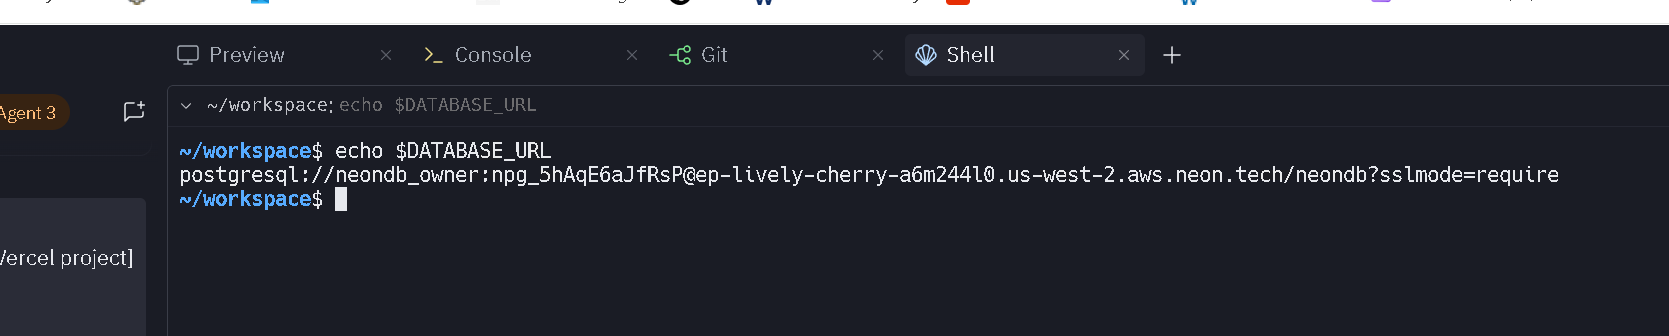 Preview
Console
Git
Shell
Agent 3
~/workspace: echo $DATABASE_URL
~/workspace$ echo $DATABASE_URL
postgresql://neondb_owner:npg_5hAqE6aJfRsP@ep-lively-cherry-a6m244l0.us-west-2.aws.neon.tech/neondb?sslmode=require
~/workspace$
Vercel project]